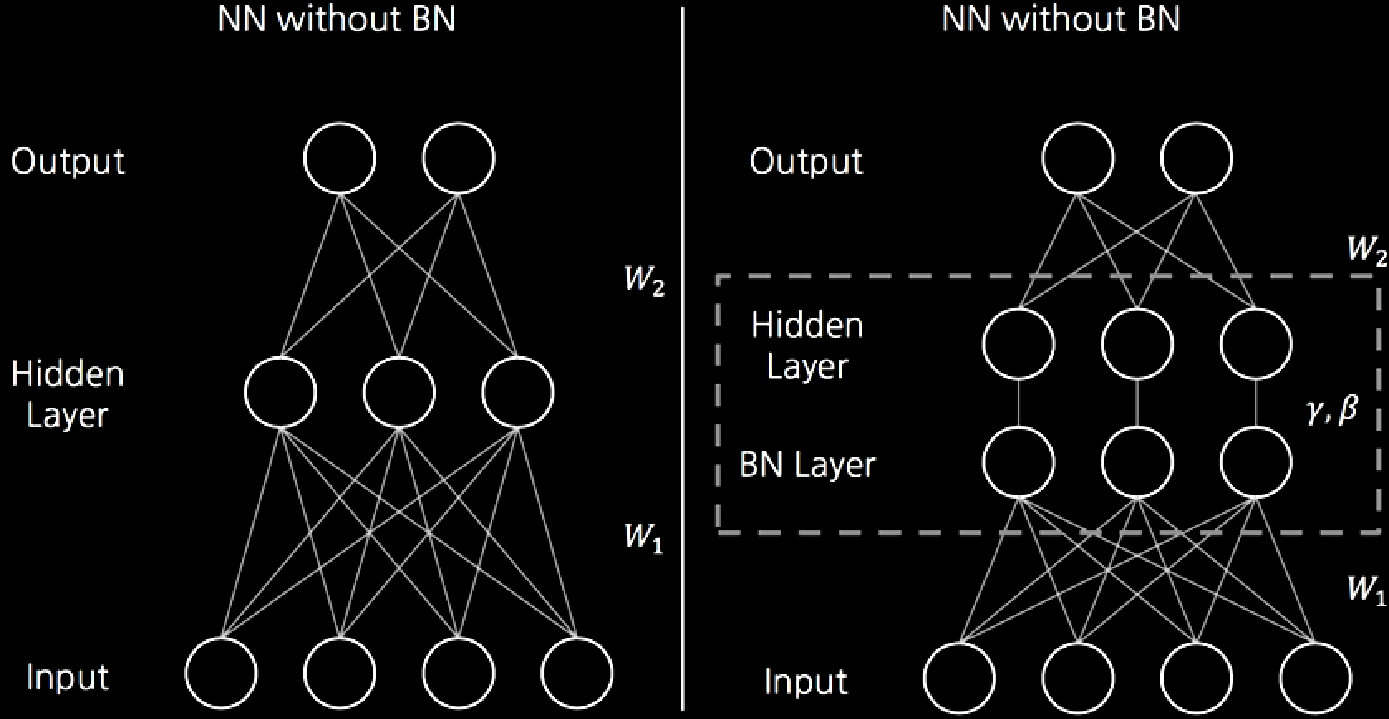 NN without BN
Output
W₂
Hidden
Layer
W₁
Input
NN without BN
Output
W₂
Hidden
Layer
γ, β
BN Layer
W₁
Input